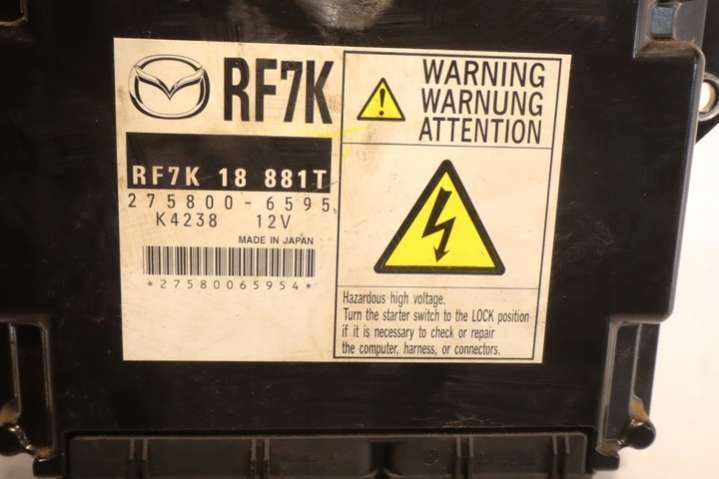 RF7K
RF7K 18 881T
275800-6595
K4238 12V
MADE IN JAPAN
*27580065954*
WARNING
WARNUNG
ATTENTION
Hazardous high voltage.
Turn the starter switch to the LOCK position
if it is necessary to check or repair
the computer, harness, or connectors.